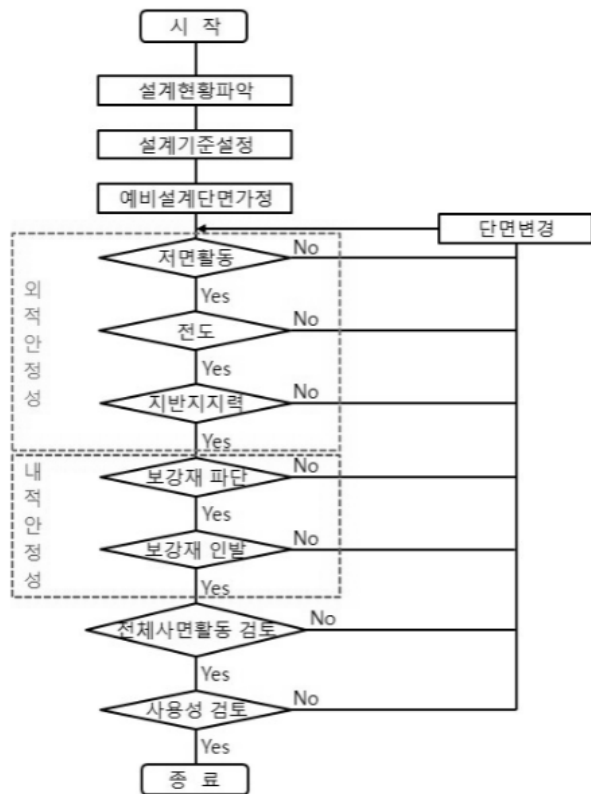 시 작
설계현황파악
설계기준설정
예비설계단면가정
단면변경
외적안정성
저면활동
No
Yes
전도
No
Yes
지반지지력
No
Yes
내적안정성
보강재 파단
No
Yes
보강재 인발
No
Yes
전체사면활동 검토
No
Yes
사용성 검토
No
Yes
종 료